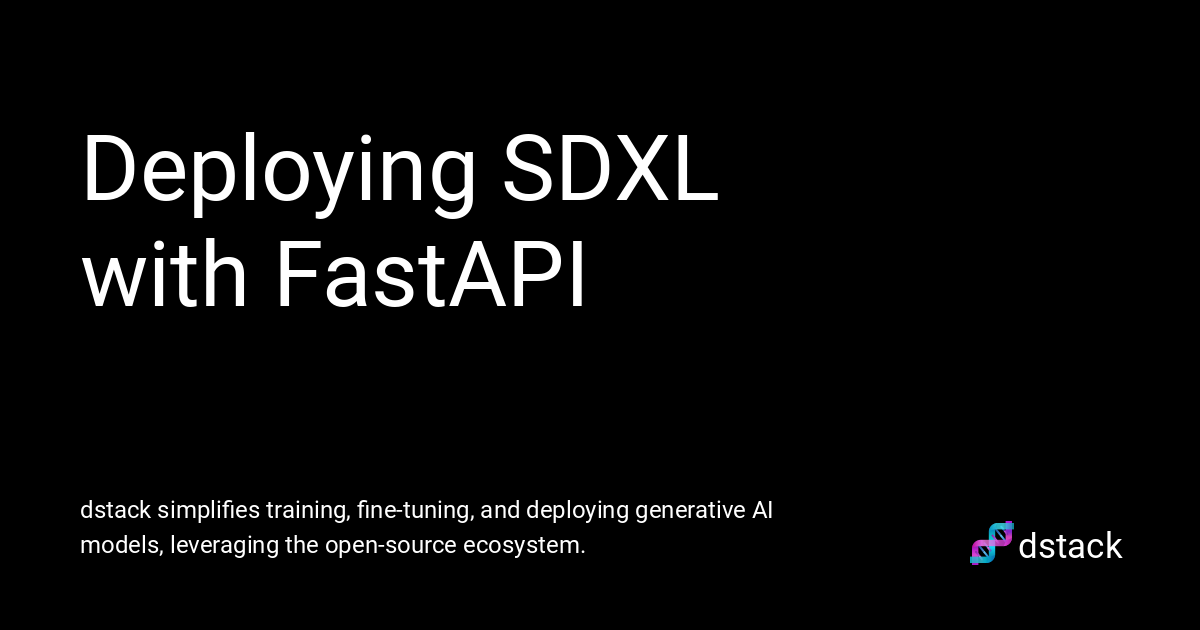 Deploying SDXL
with FastAPI
dstack simplifies training, fine-tuning, and deploying generative AI
models, leveraging the open-source ecosystem.
dstack